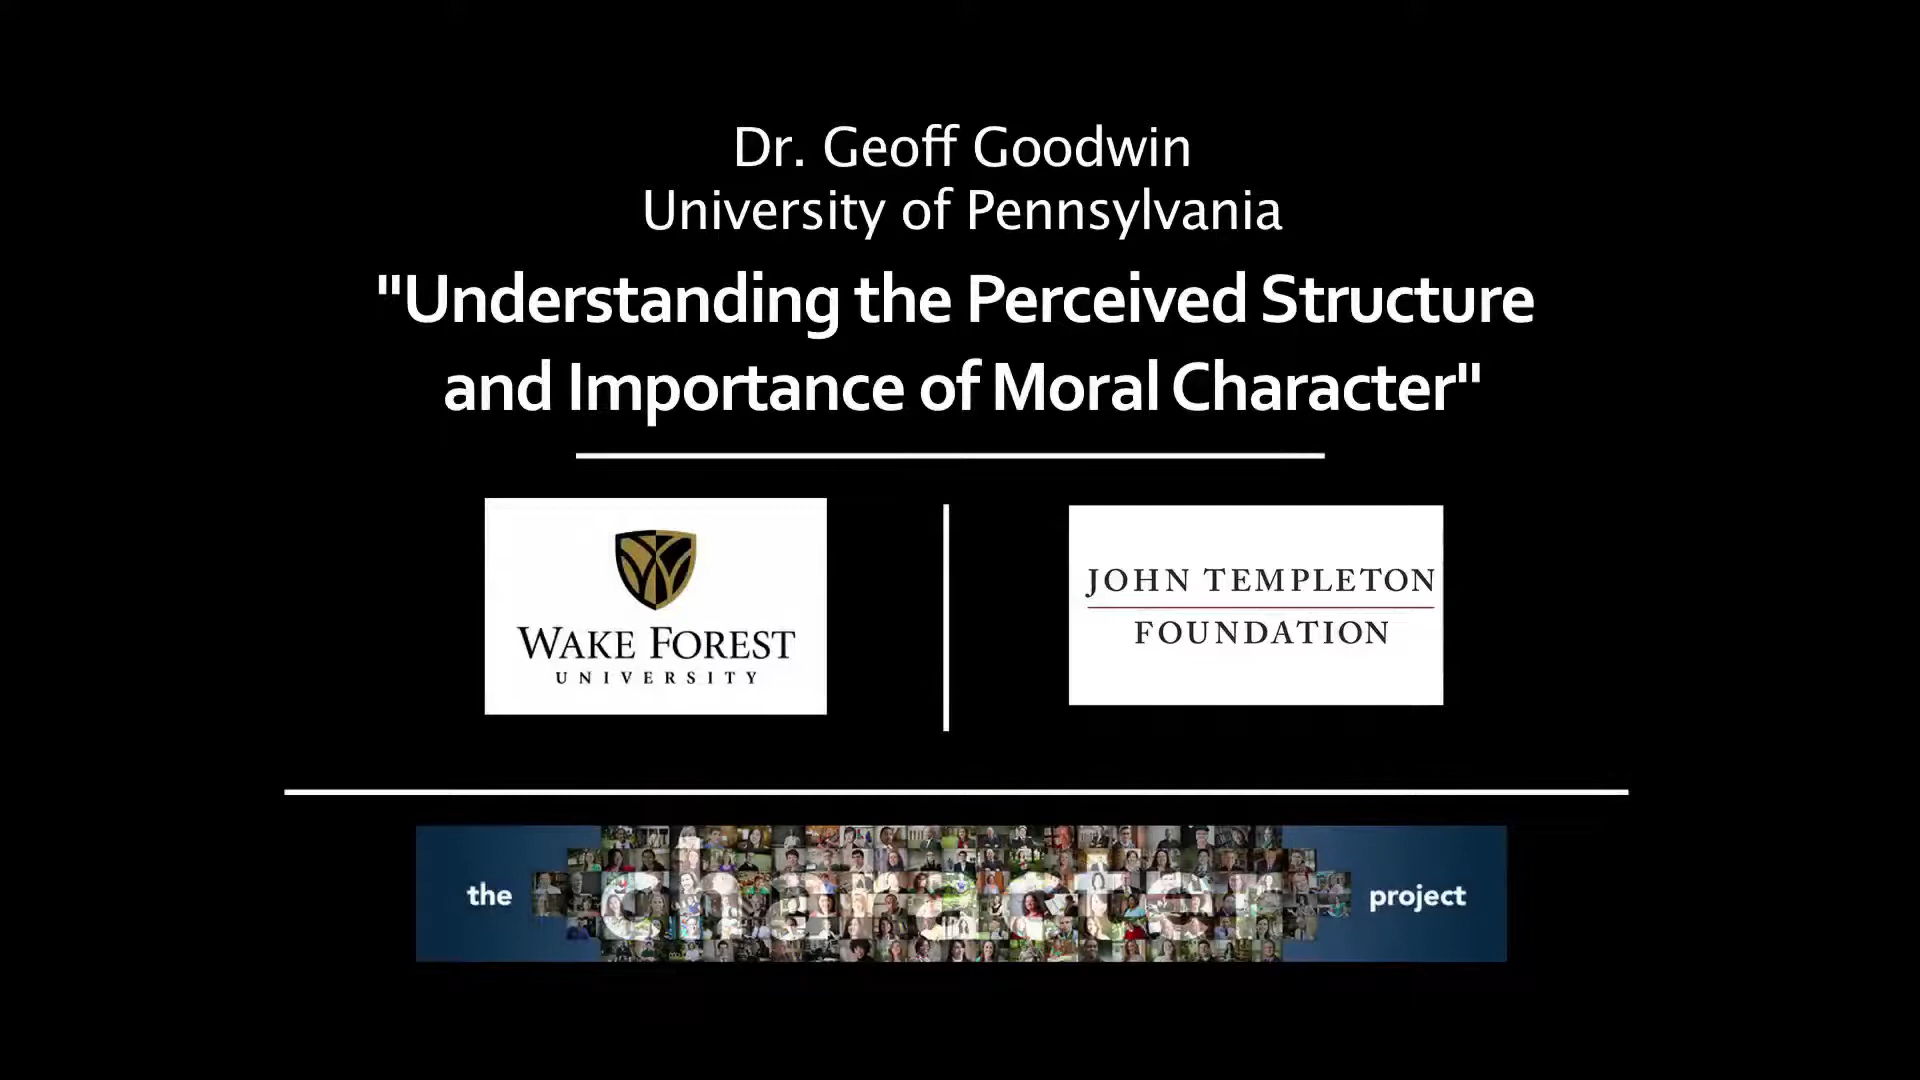 Dr. Geoff Goodwin
University of Pennsylvania
"Understanding the Perceived Structure
and Importance of Moral Character"
WAKE FOREST
UNIVERSITY
JOHN TEMPLETON
FOUNDATION
the character project